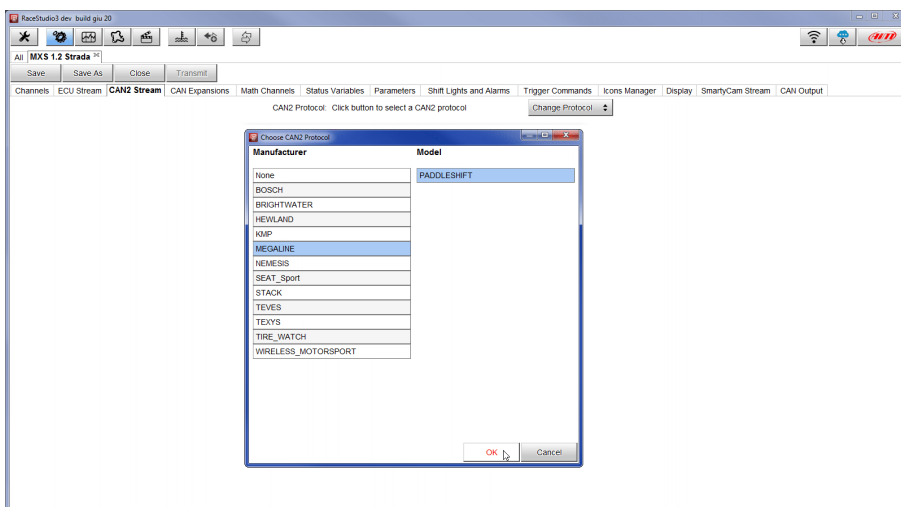 RaceStudio3 dev build giu 20
All MXS 1.2 Strada
Save Save As Close Transmit
Channels ECU Stream CAN2 Stream CAN Expansions Math Channels Status Variables Parameters Shift Lights and Alarms Trigger Commands Icons Manager Display SmartyCam Stream CAN Output
CAN2 Protocol: Click button to select a CAN2 protocol Change Protocol
Choose CAN2 Protocol
Manufacturer Model
None PADDLESHIFT
BOSCH
BRIGHTWATER
HEWLAND
KMP
MEGALINE
NEMESIS
SEAT_Sport
STACK
TEVES
TEXYS
TIRE_WATCH
WIRELESS_MOTORSPORT
OK Cancel